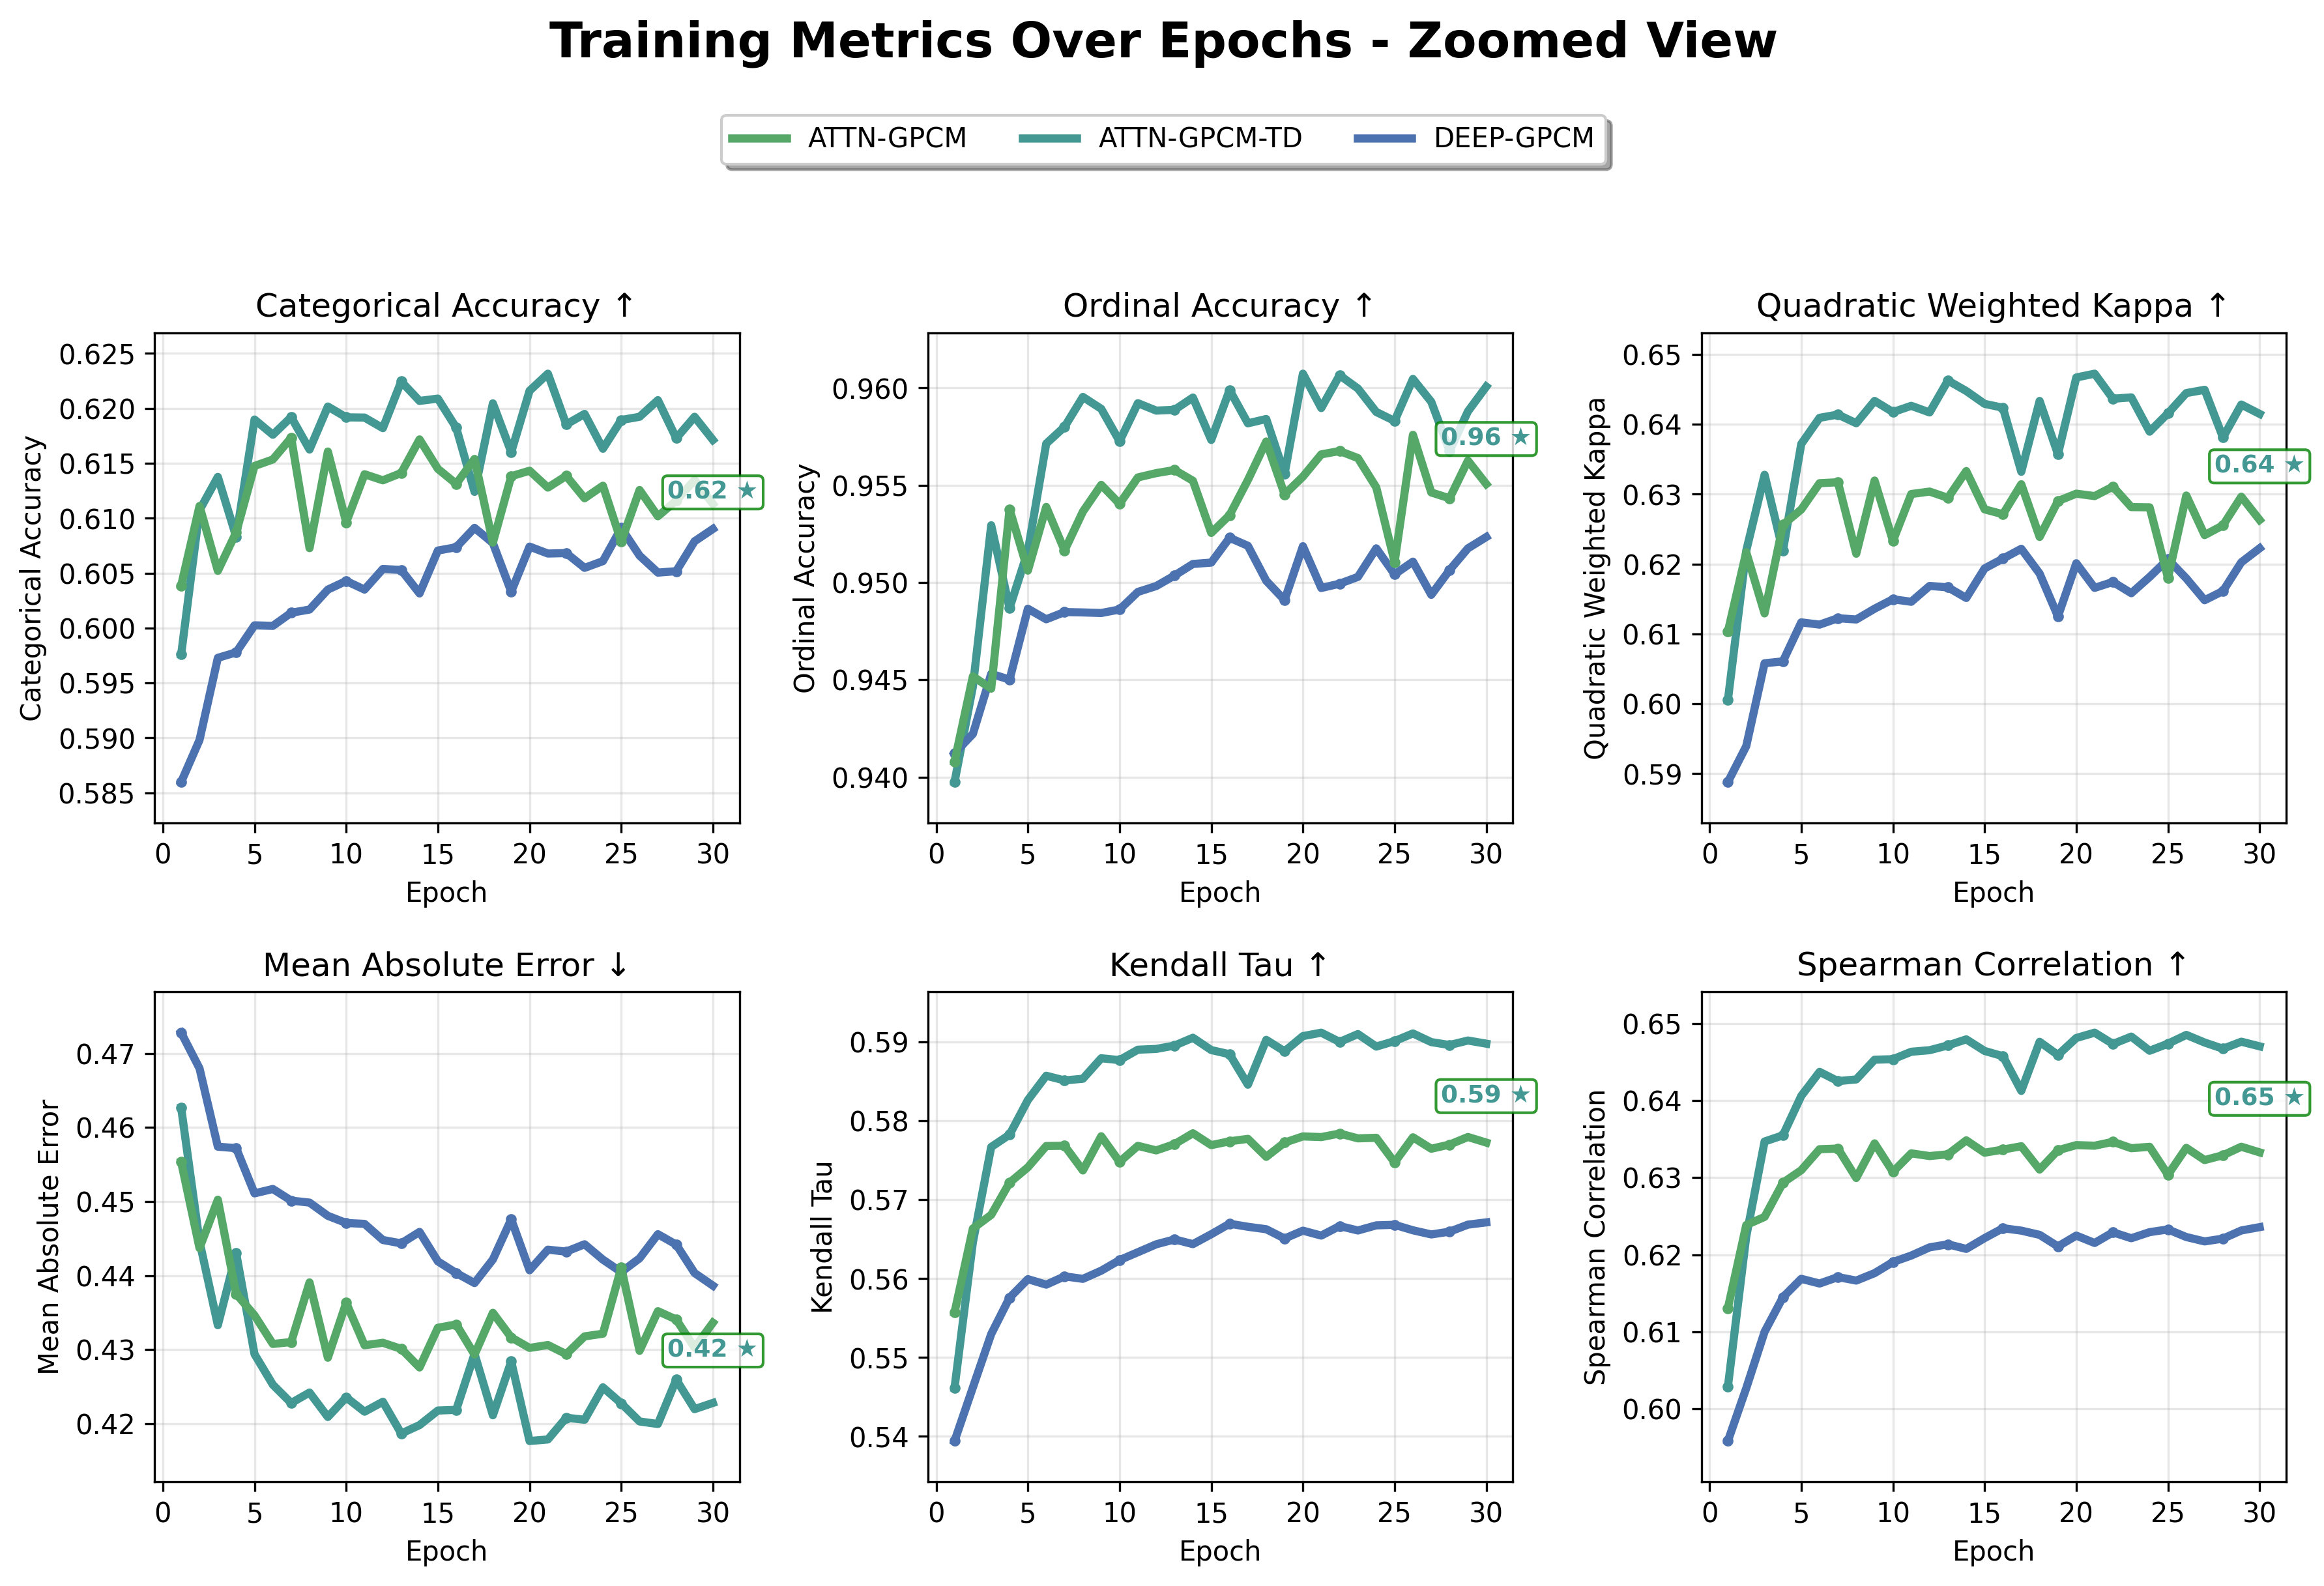 Training Metrics Over Epochs - Zoomed View
ATTN-GPCM ATTN-GPCM-TD DEEP-GPCM
Categorical Accuracy ↑
Categorical Accuracy
0.625
0.620
0.615
0.610
0.605
0.600
0.595
0.590
0.585
0.62 ★
0 5 10 15 20 25 30
Epoch
Ordinal Accuracy ↑
Ordinal Accuracy
0.960
0.955
0.950
0.945
0.940
0.96 ★
0 5 10 15 20 25 30
Epoch
Quadratic Weighted Kappa ↑
Quadratic Weighted Kappa
0.65
0.64
0.63
0.62
0.61
0.60
0.59
0.64 ★
0 5 10 15 20 25 30
Epoch
Mean Absolute Error ↓
Mean Absolute Error
0.47
0.46
0.45
0.44
0.43
0.42
0.42 ★
0 5 10 15 20 25 30
Epoch
Kendall Tau ↑
Kendall Tau
0.59
0.58
0.57
0.56
0.55
0.54
0.59 ★
0 5 10 15 20 25 30
Epoch
Spearman Correlation ↑
Spearman Correlation
0.65
0.64
0.63
0.62
0.61
0.60
0.65 ★
0 5 10 15 20 25 30
Epoch